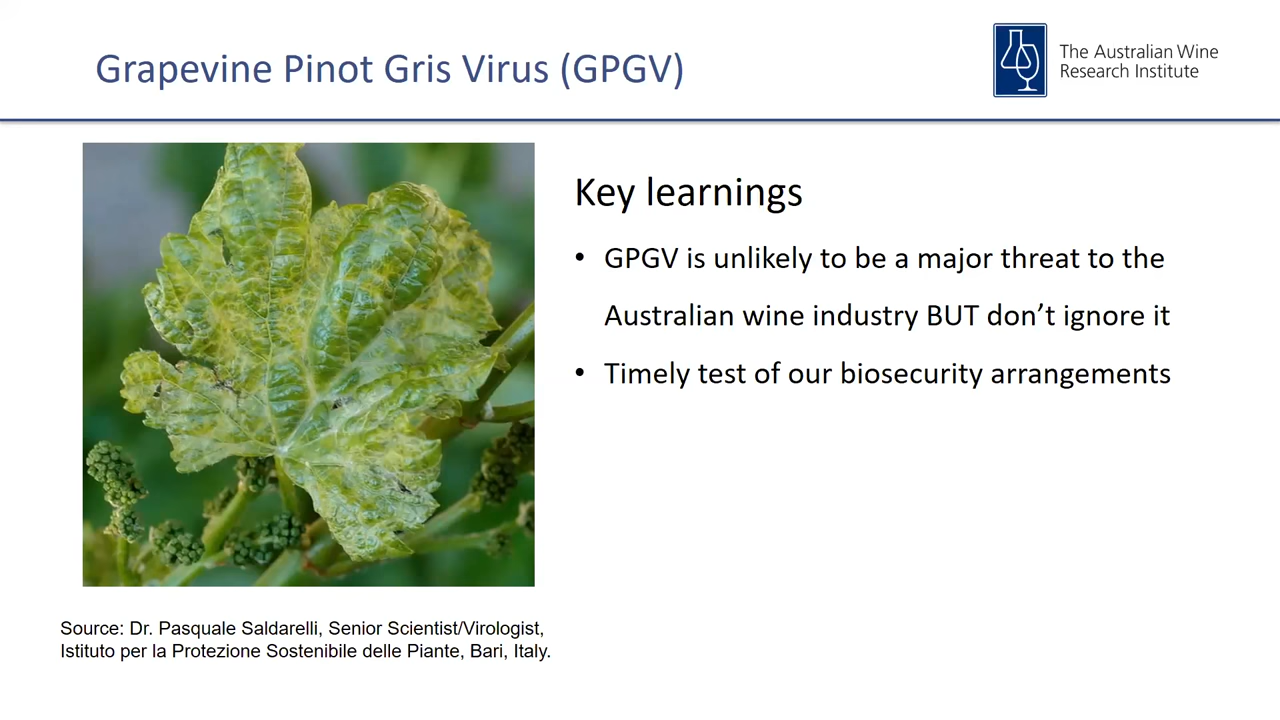 Grapevine Pinot Gris Virus (GPGV)
The Australian Wine
Research Institute
Key learnings
• GPGV is unlikely to be a major threat to the
Australian wine industry BUT don’t ignore it
• Timely test of our biosecurity arrangements
Source: Dr. Pasquale Saldarelli, Senior Scientist/Virologist,
Istituto per la Protezione Sostenibile delle Piante, Bari, Italy.